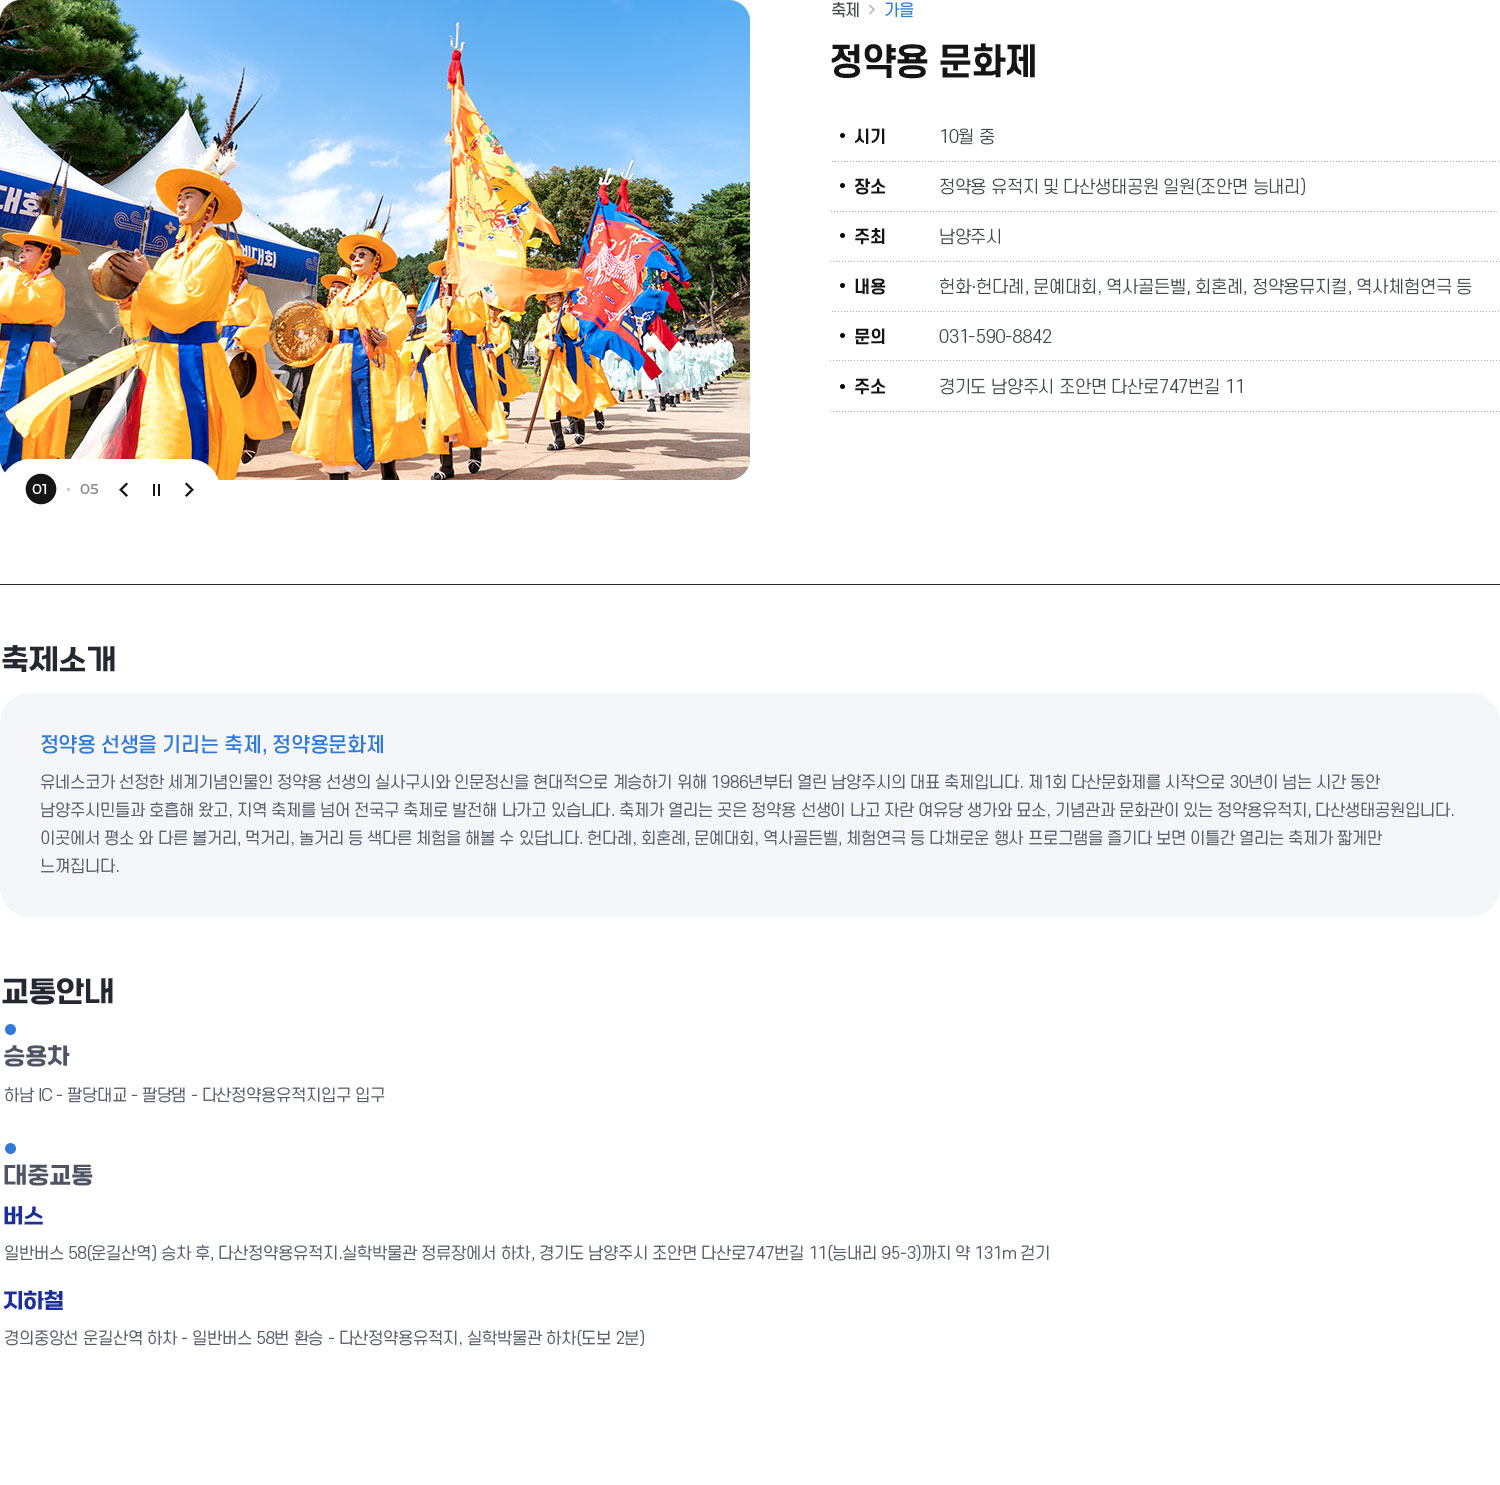 대회
비대회
01 · 05
축제 > 가을
정약용 문화제
• 시기 10월 중
• 장소 정약용 유적지 및 다산생태공원 일원(조안면 능내리)
• 주최 남양주시
• 내용 헌화·헌다례, 문예대회, 역사골든벨, 회혼례, 정약용뮤지컬, 역사체험연극 등
• 문의 031-590-8842
• 주소 경기도 남양주시 조안면 다산로747번길 11
축제소개
정약용 선생을 기리는 축제, 정약용문화제
유네스코가 선정한 세계기념인물인 정약용 선생의 실사구시와 인문정신을 현대적으로 계승하기 위해 1986년부터 열린 남양주시의 대표 축제입니다. 제1회 다산문화제를 시작으로 30년이 넘는 시간 동안
남양주시민들과 호흡해 왔고, 지역 축제를 넘어 전국구 축제로 발전해 나가고 있습니다. 축제가 열리는 곳은 정약용 선생이 나고 자란 여유당 생가와 묘소, 기념관과 문화관이 있는 정약용유적지, 다산생태공원입니다.
이곳에서 평소 와 다른 볼거리, 먹거리, 놀거리 등 색다른 체험을 해볼 수 있답니다. 헌다례, 회혼례, 문예대회, 역사골든벨, 체험연극 등 다채로운 행사 프로그램을 즐기다 보면 이틀간 열리는 축제가 짧게만
느껴집니다.
교통안내
승용차
하남 IC - 팔당대교 - 팔당댐 - 다산정약용유적지입구 입구
대중교통
버스
일반버스 58(운길산역) 승차 후, 다산정약용유적지.실학박물관 정류장에서 하차, 경기도 남양주시 조안면 다산로747번길 11(능내리 95-3)까지 약 131m 걷기
지하철
경의중앙선 운길산역 하차 - 일반버스 58번 환승 - 다산정약용유적지, 실학박물관 하차(도보 2분)